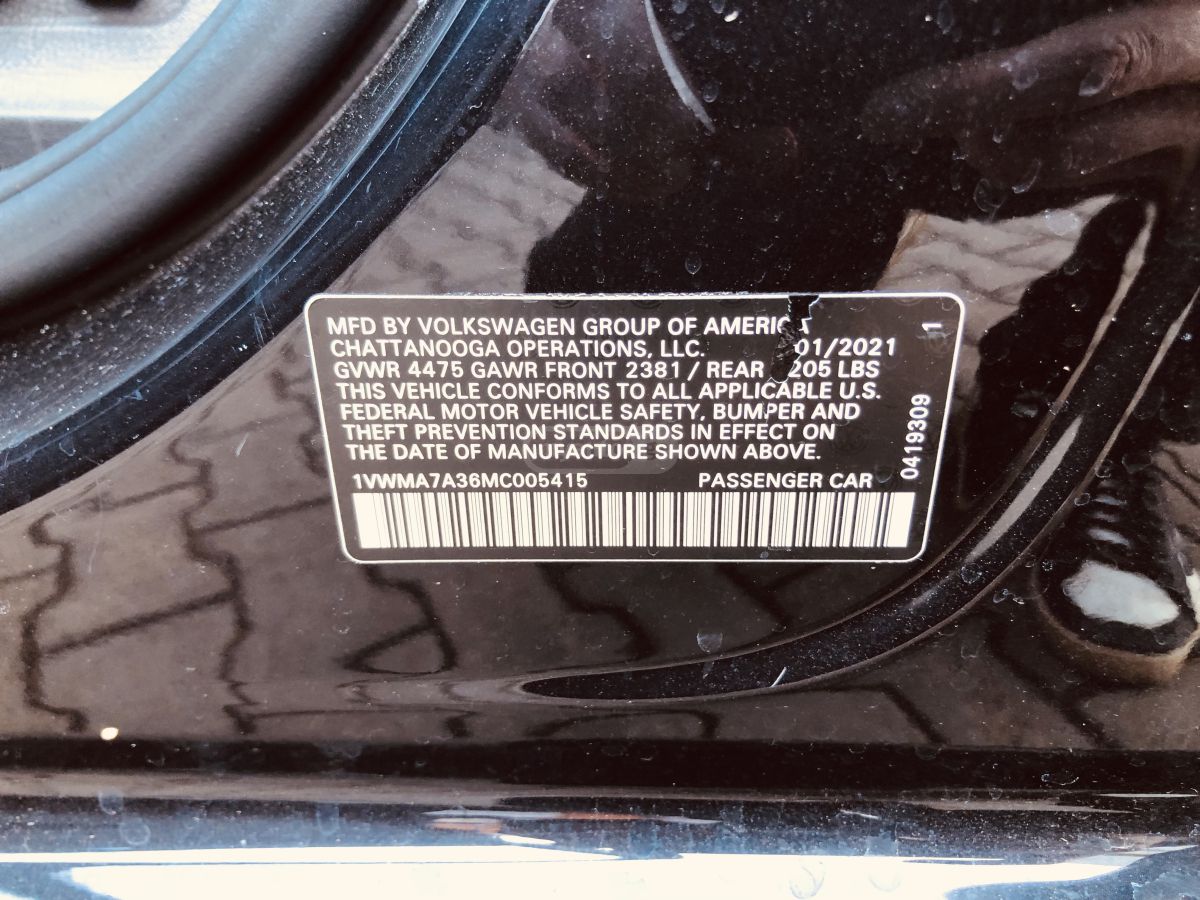 MFD BY VOLKSWAGEN GROUP OF AMERICA
CHATTANOOGA OPERATIONS, LLC. 01/2021
GVWR 4475 GAWR FRONT 2381 / REAR 205 LBS
THIS VEHICLE CONFORMS TO ALL APPLICABLE U.S.
FEDERAL MOTOR VEHICLE SAFETY, BUMPER AND
THEFT PREVENTION STANDARDS IN EFFECT ON
THE DATE OF MANUFACTURE SHOWN ABOVE.
1VWMA7A36MC005415 PASSENGER CAR
0419309 11